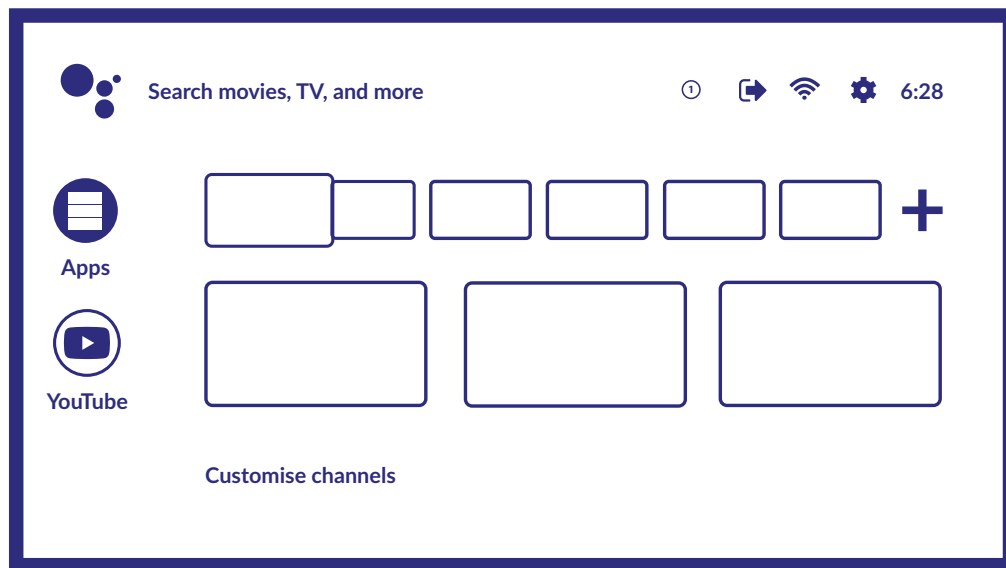 Search movies, TV, and more
1
6:28
Apps
YouTube
Customise channels